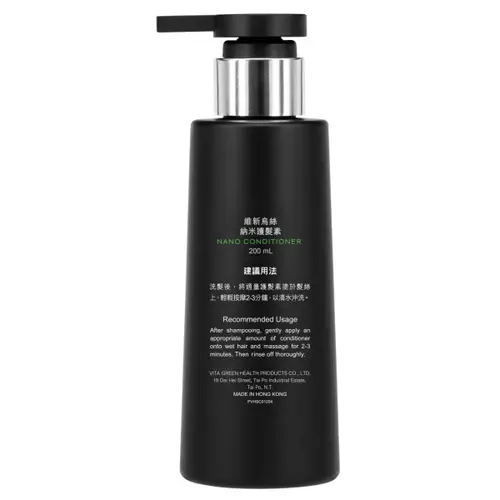 維新烏絲
納米護髮素
NANO CONDITIONER
200 mL
建議用法
洗髮後，將適量護髮素塗於髮絲
上，輕輕按摩2-3分鐘，以清水沖洗。
Recommended Usage
After shampooing, gently apply an
appropriate amount of conditioner
onto wet hair and massage for 2-3
minutes. Then rinse off thoroughly.
VITA GREEN HEALTH PRODUCTS CO., LTD.
18 Dai Hei Street, Tai Po Industrial Estate,
Tai Po, N.T.
MADE IN HONG KONG